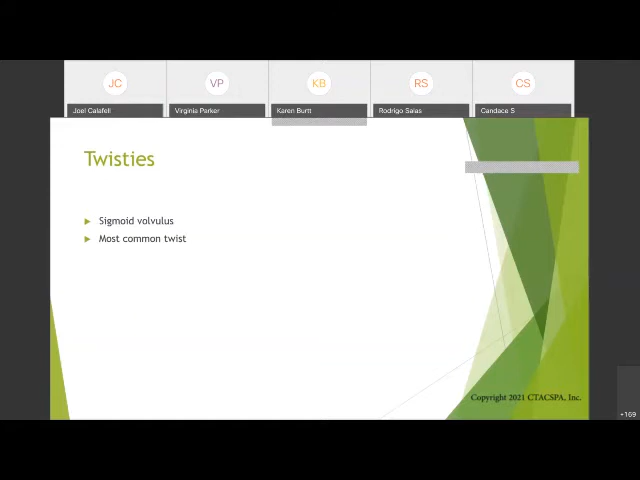 JC
VP
KB
RS
CS
Joel Calafell
Virginia Parker
Karen Burtt
Rodrigo Salas
Candace S
Twisties
Sigmoid volvulus
Most common twist
Copyright 2021 CTACSPA, Inc.
+169